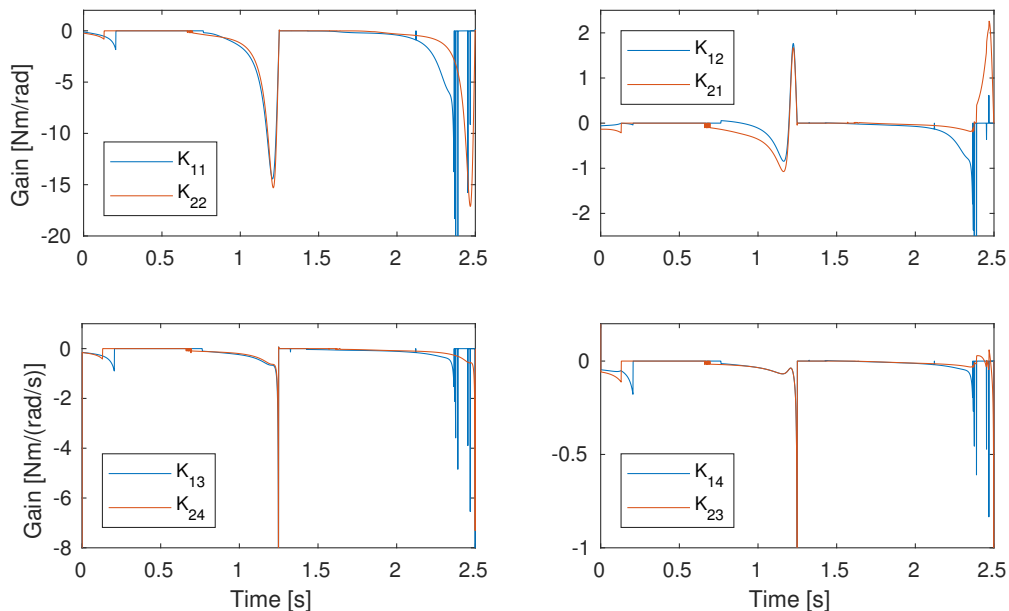 0
-5
-10
-15
-20
Gain [Nm/rad]
K11
K22
0 0.5 1 1.5 2 2.5
2
1
0
-1
-2
K12
K21
0 0.5 1 1.5 2 2.5
0
-2
-4
-6
-8
Gain [Nm/(rad/s)]
K13
K24
0 0.5 1 1.5 2 2.5
Time [s]
0
-0.5
-1
K14
K23
0 0.5 1 1.5 2 2.5
Time [s]